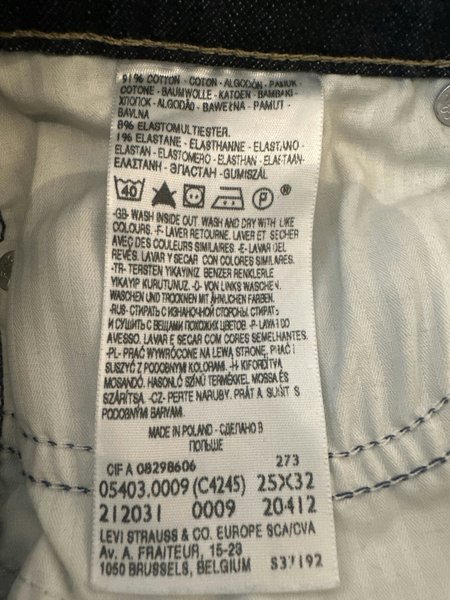 91% COTTON - COTON - ALGODÓN - PAMUK -
COTONE - BAUMWOLLE - KATOEN - BAMBAKI -
ХЛОПОК - ALGODÃO - BAWEŁNA - PAMUT -
BAVLNA
8% ELASTOMULTIESTER.
1% ELASTANE - ELASTHANNE - ELASTANO -
ELASTAN - ELASTOMERO - ELASTHAN - ELASTAAN-
ΕΛΑΣΤΑΝΗ - ЭЛАСТАН - GUMISZÁL
40 P ®
-GB- WASH INSIDE OUT. WASH AND DRY WITH LIKE
COLOURS. -F- LAVER RETOURNE. LAVER ET SECHER
AVEC DES COULEURS SIMILAIRES. -E- LAVAR DEL
REVÉS. LAVAR Y SECAR CON COLORES SIMILARES.
-TR- TERSTEN YIKAYINIZ BENZER RENKLERLE
YIKAYIP KURUTUNUZ. -D- VON LINKS WASCHEN.
WASCHEN UND TROCKNEN MIT ÄHNLICHEN FARBEN.
-RUS- СТИРАТЬ С ИЗНАНОЧНОЙ СТОРОНЫ. СТИРАТЬ
И СУШИТЬ С ВЕЩАМИ ПОХОЖИХ ЦВЕТОВ. -P- LAVAR DO
AVESSO. LAVAR E SECAR COM CORES SEMELHANTES.
-PL- PRAĆ WYWRÓCONE NA LEWĄ STRONĘ. PRAĆ I
SUSZYĆ Z PODOBNYMI KOLORAMI. -H- KIFORDÍTVA
MOSANDÓ. HASONLÓ SZÍNŰ TERMÉKKEL MOSSA ÉS
SZÁRÍTSA. -CZ- PERTE NARUBY. PRÁT A SUŠIT S
PODOBNÝMI BARVAMI.
MADE IN POLAND - СДЕЛАНО В
ПОЛЬШЕ
CIF A 08298606 273
05403.0009 (C4245) 25X32
212031 0009 20412
LEVI STRAUSS & CO. EUROPE SCA/CVA
Av. A. FRAITEUR, 15-23
1050 BRUSSELS, BELGIUM S37192